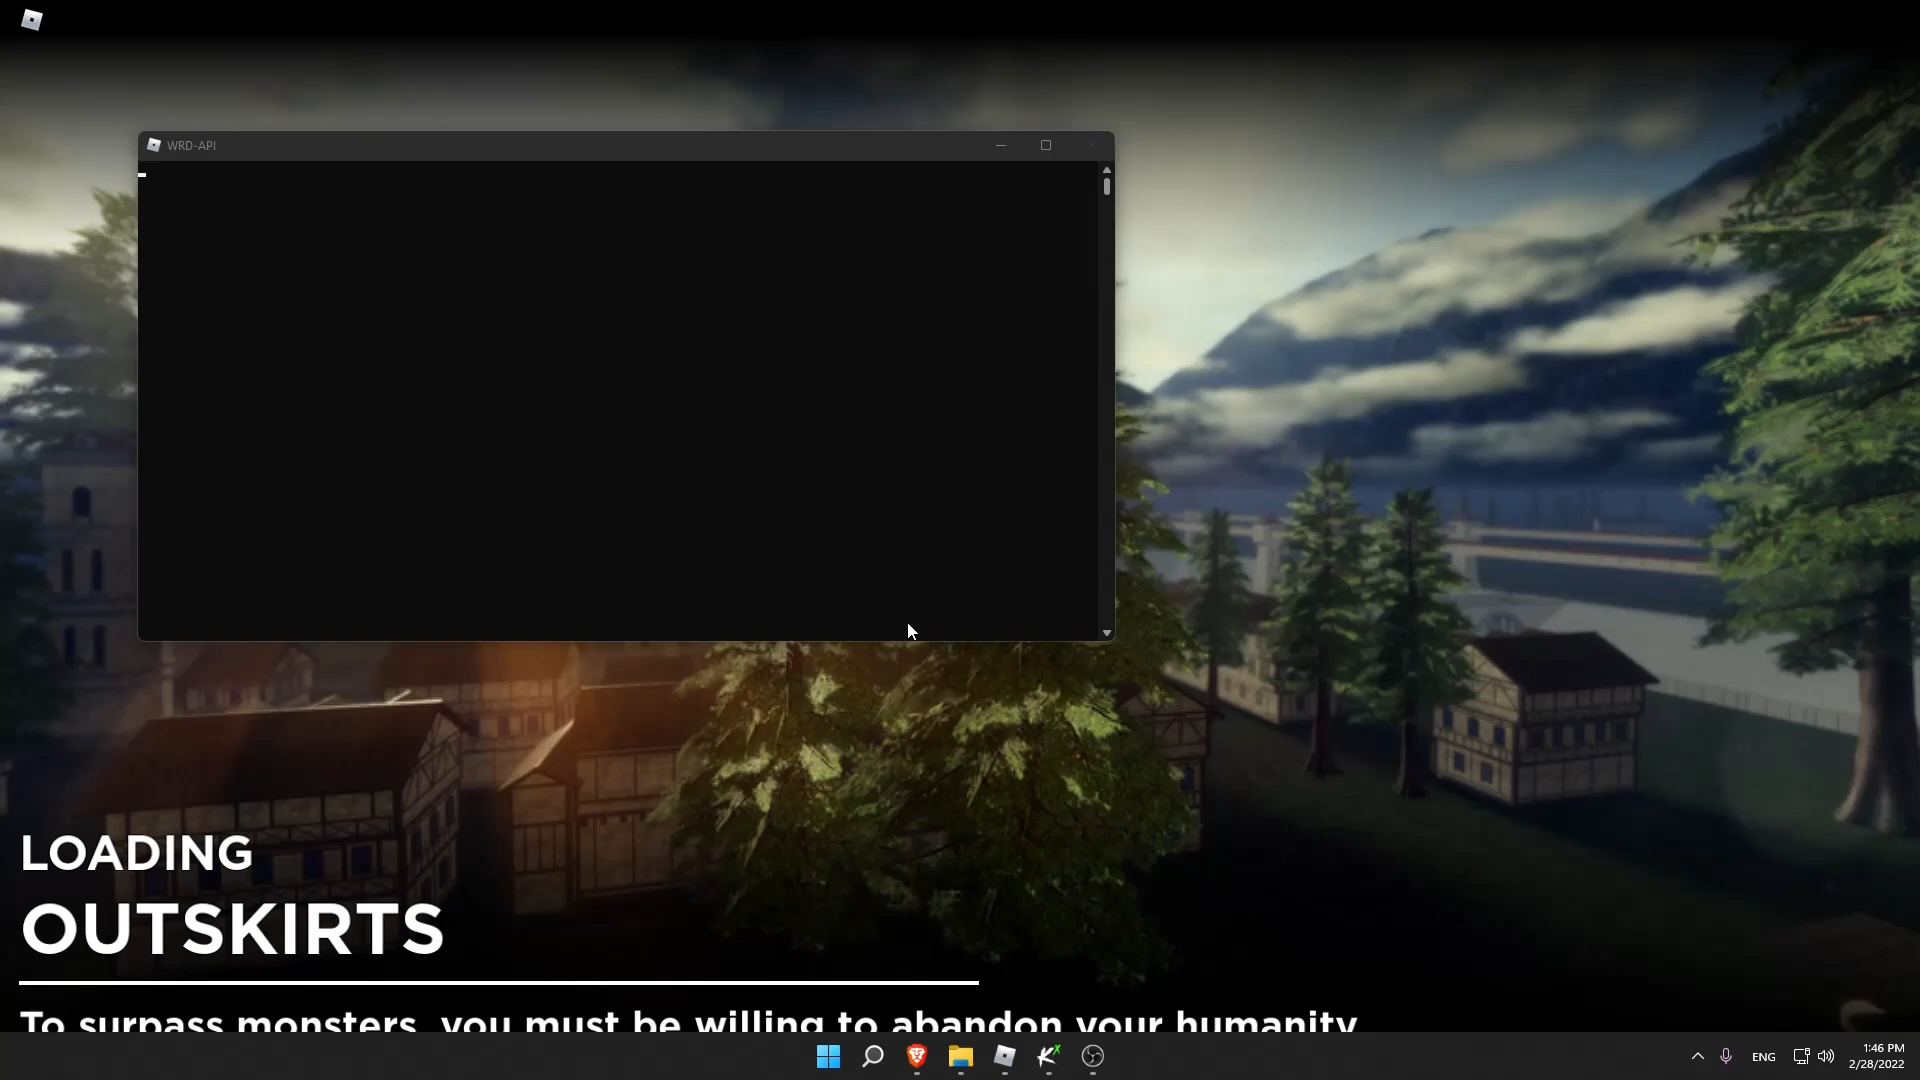 WRD-API
LOADING
OUTSKIRTS
To surpass monsters, you must be willing to abandon your humanity
ENG
1:46 PM
2/28/2022